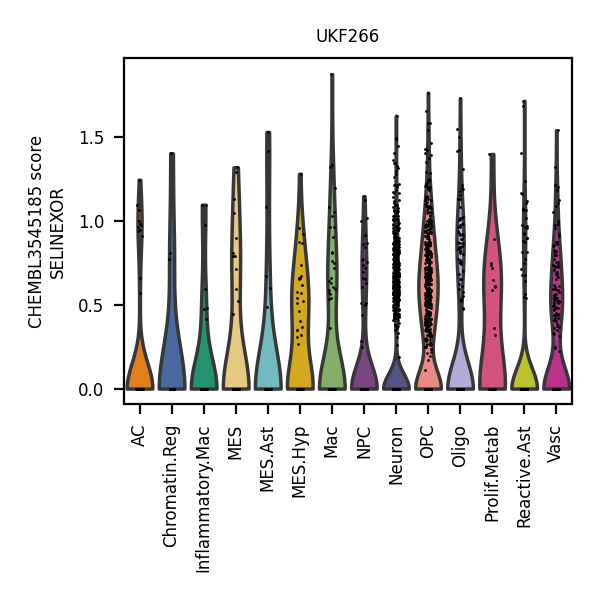 UKF266
CHEMBL3545185 score
SELINEXOR
1.5
1.0
0.5
0.0
AC
Chromatin.Reg
Inflammatory.Mac
MES
MES.Ast
MES.Hyp
Mac
NPC
Neuron
OPC
Oligo
Prolif.Metab
Reactive.Ast
Vasc